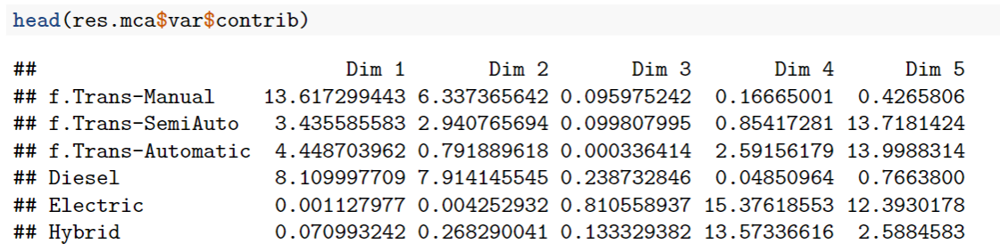 head(res.mca$var$contrib)
## Dim 1 Dim 2 Dim 3 Dim 4 Dim 5
## f.Trans-Manual 13.617299443 6.337365642 0.095975242 0.16665001 0.4265806
## f.Trans-SemiAuto 3.435585583 2.940765694 0.099807995 0.85417281 13.7181424
## f.Trans-Automatic 4.448703962 0.791889618 0.000336414 2.59156179 13.9988314
## Diesel 8.109997709 7.914145545 0.238732846 0.04850964 0.7663800
## Electric 0.001127977 0.004252932 0.810558937 15.37618553 12.3930178
## Hybrid 0.070993242 0.268290041 0.133329382 13.57336616 2.5884583